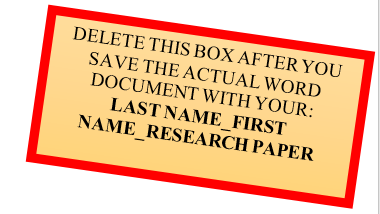 DELETE THIS BOX AFTER YOU
SAVE THE ACTUAL WORD
DOCUMENT WITH YOUR:
LAST NAME_FIRST
NAME_RESEARCH PAPER